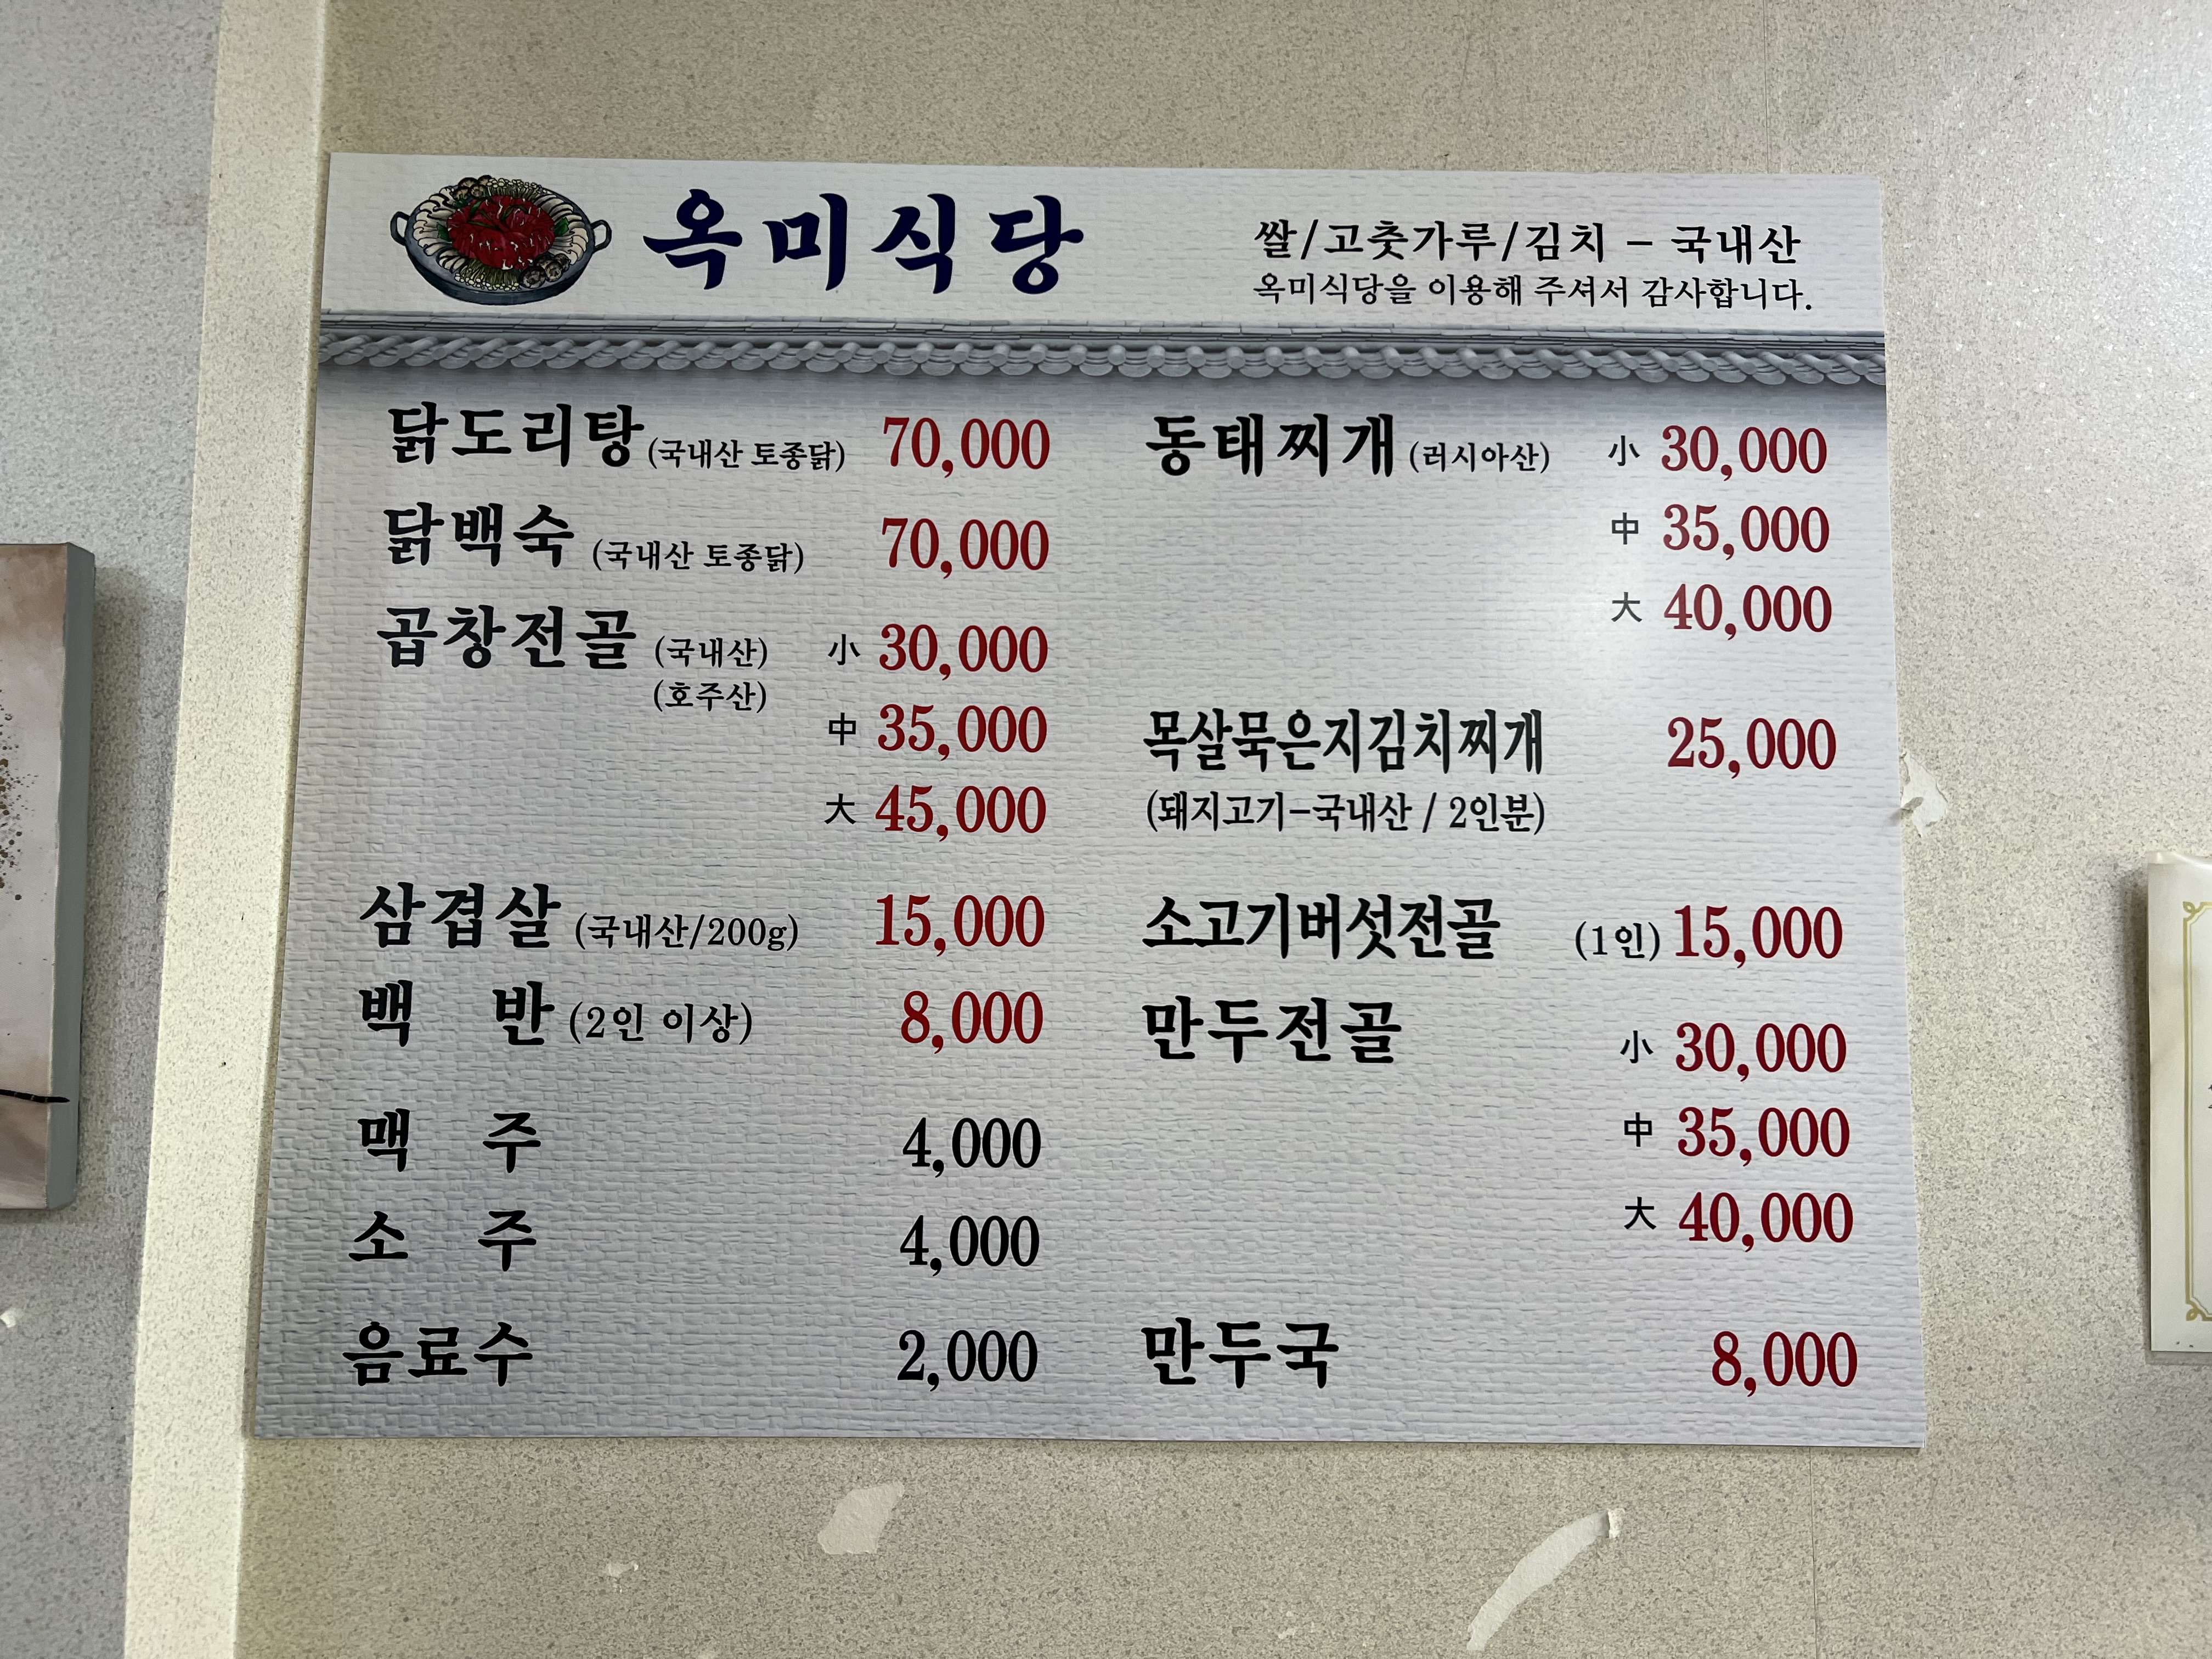 옥미식당
쌀/고춧가루/김치 - 국내산
옥미식당을 이용해 주셔서 감사합니다.
닭도리탕 (국내산 토종닭) 70,000
닭백숙 (국내산 토종닭) 70,000
곱창전골 (국내산) 小 30,000
(호주산)
中 35,000
大 45,000
삼겹살 (국내산/200g) 15,000
백 반 (2인 이상) 8,000
맥 주 4,000
소 주 4,000
음료수 2,000
동태찌개 (러시아산) 小 30,000
中 35,000
大 40,000
목살묵은지김치찌개 25,000
(돼지고기-국내산 / 2인분)
소고기버섯전골 (1인) 15,000
만두전골 小 30,000
中 35,000
大 40,000
만두국 8,000